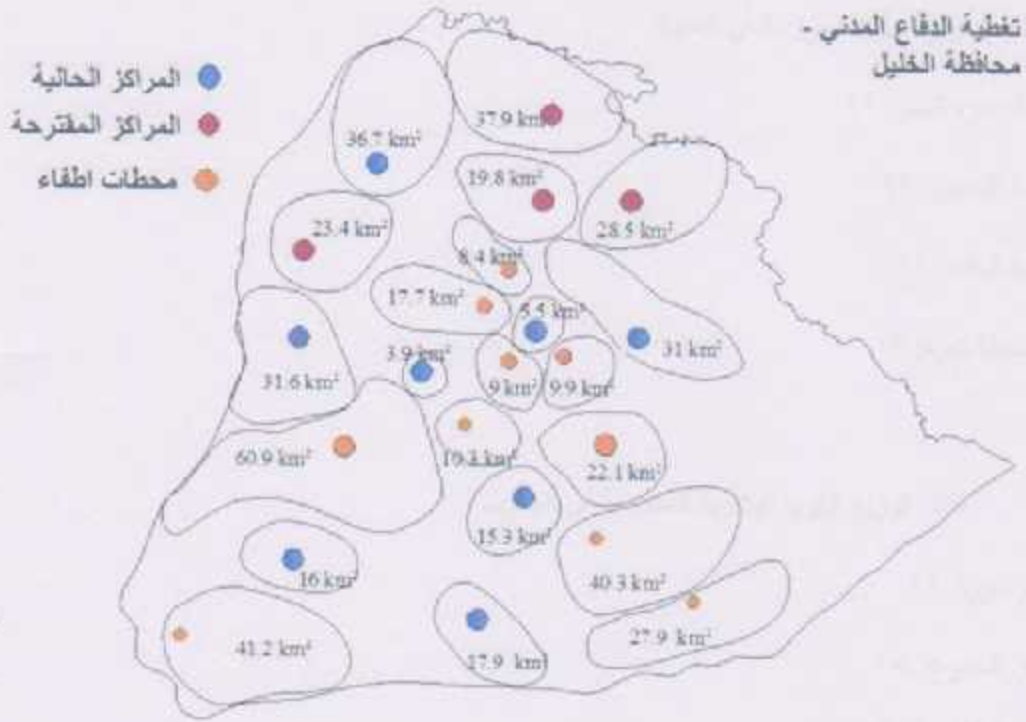 تغطية الدفاع المدني -
محافظة الخليل
المراكز الحالية
المراكز المقترحة
محطات اطفاء
37.9 km
36.7 km²
19.8 km²
28.5 km²
23.4 km²
8.4 km²
17.7 km²
5.5 km²
31 km²
3.9 km²
31.6 km²
9 km²
9.9 km²
60.9 km²
km²
22.1 km²
15.3 km²
16 km²
40.3 km²
27.9 km²
41.2 km²
17.9 km